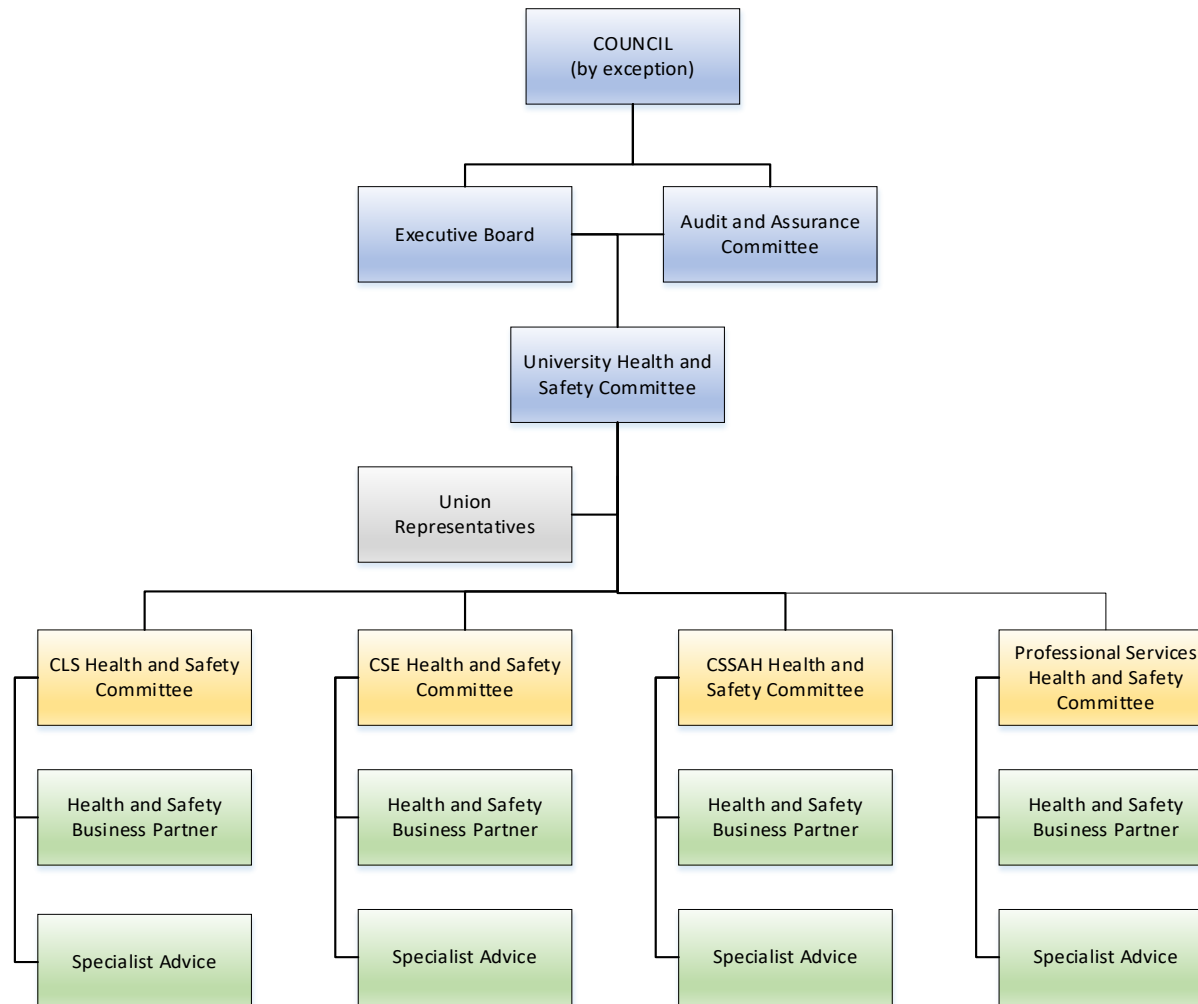 COUNCIL
(by exception)
Executive Board
Audit and Assurance
Committee
University Health and
Safety Committee
Union
Representatives
CLS Health and Safety
Committee
CSE Health and Safety
Committee
CSSAH Health and
Safety Committee
Professional Services
Health and Safety
Committee
Health and Safety
Business Partner
Health and Safety
Business Partner
Health and Safety
Business Partner
Health and Safety
Business Partner
Specialist Advice
Specialist Advice
Specialist Advice
Specialist Advice